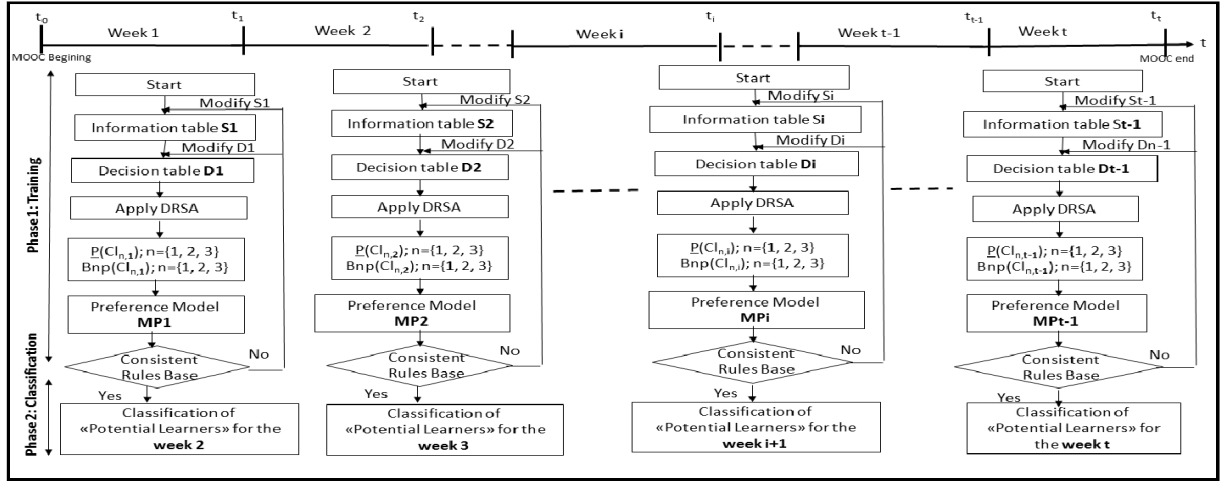 t0 t1 t2 ti tt-1 tt
Week 1 Week 2 Week i Week t-1 Week t t
MOOC Begining MOOC end
Phase 1: Training
Phase 2: Classification
Start
Modify S1
Information table S1
Modify D1
Decision table D1
Apply DRSA
P(Cln,1); n={1, 2, 3}
Bnp(Cln,1); n={1, 2, 3}
Preference Model
MP1
Consistent
Rules Base
No
Yes
Classification of
«Potential Learners» for the
week 2
Start
Modify S2
Information table S2
Modify D2
Decision table D2
Apply DRSA
P(Cln,2); n={1, 2, 3}
Bnp(Cln,2); n={1, 2, 3}
Preference Model
MP2
Consistent
Rules Base
No
Yes
Classification of
«Potential Learners» for the
week 3
Start
Modify Si
Information table Si
Modify Di
Decision table Di
Apply DRSA
P(Cln,i); n={1, 2, 3}
Bnp(Cln,i); n={1, 2, 3}
Preference Model
MPi
Consistent
Rules Base
No
Yes
Classification of
«Potential Learners» for the
week i+1
Start
Modify St-1
Information table St-1
Modify Dn-1
Decision table Dt-1
Apply DRSA
P(Cln,t-1); n={1, 2, 3}
Bnp(Cln,t-1); n={1, 2, 3}
Preference Model
MPt-1
Consistent
Rules Base
No
Yes
Classification of
«Potential Learners» for
the week t